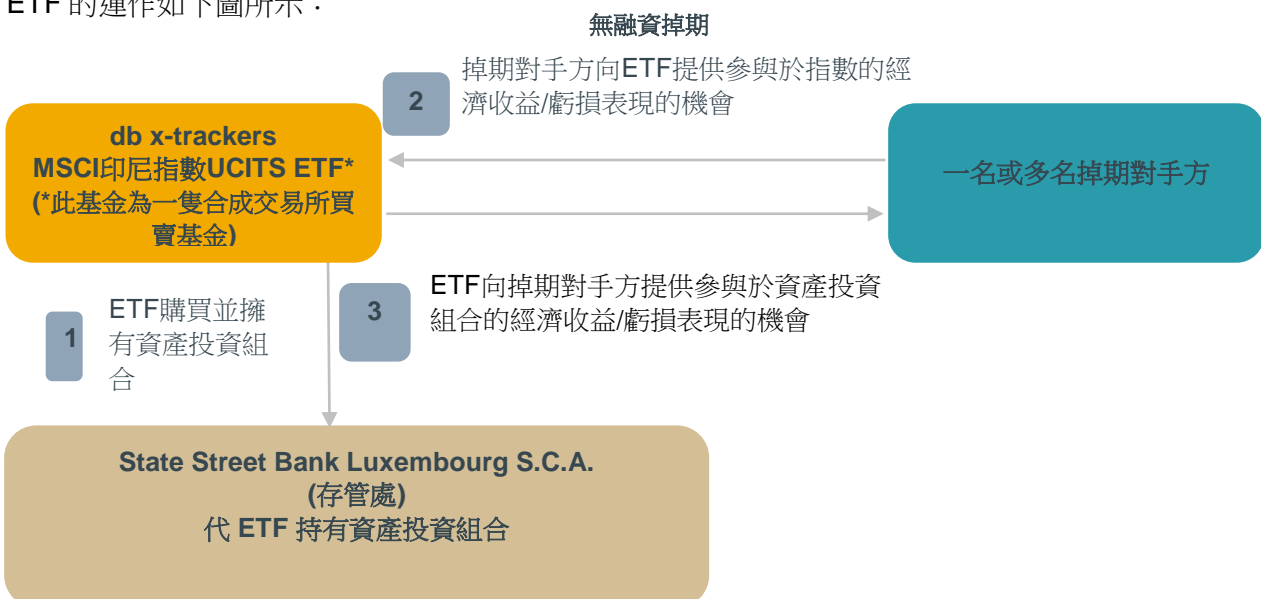 ETF 的運作如下圖所示：
無融資掉期
2
掉期對手方向ETF提供參與於指數的經
濟收益/虧損表現的機會
db x-trackers
MSCI印尼指數UCITS ETF*
(*此基金為一隻合成交易所買
賣基金)
一名或多名掉期對手方
1
ETF購買並擁
有資產投資組
合
3
ETF向掉期對手方提供參與於資產投資
組合的經濟收益/虧損表現的機會
State Street Bank Luxembourg S.C.A.
(存管處)
代 ETF 持有資產投資組合